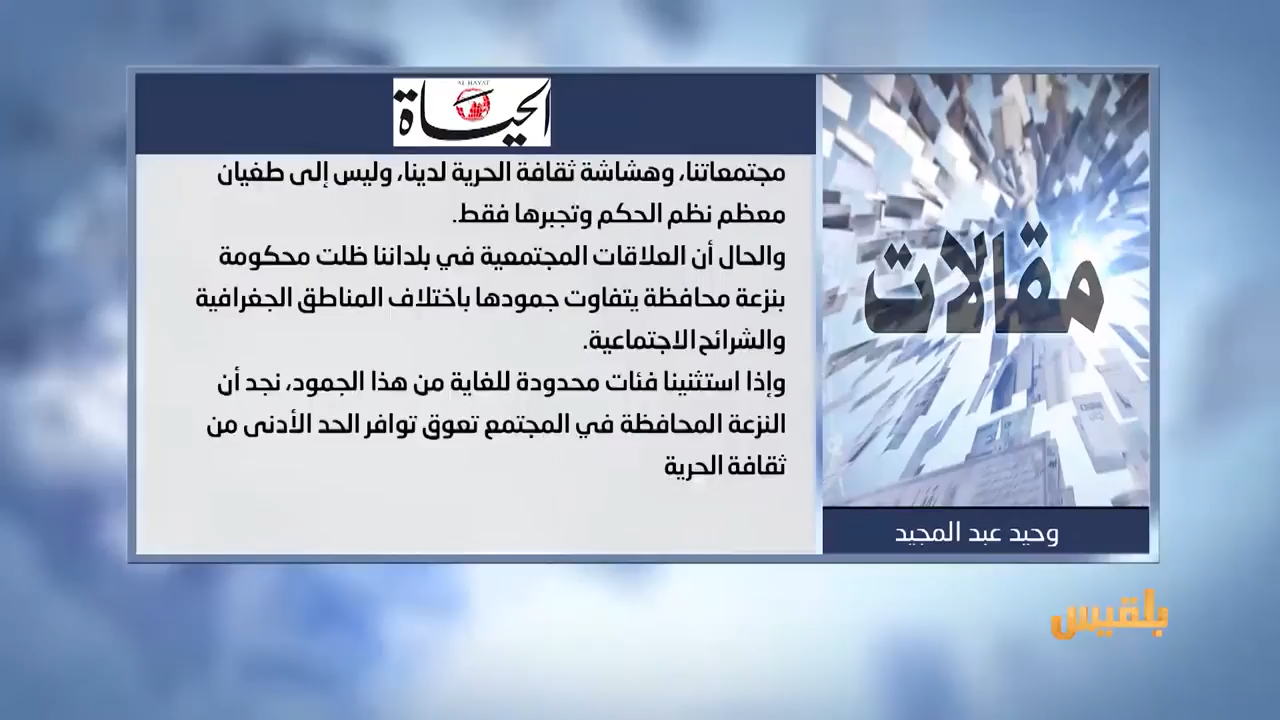 AL HAYAT
الحياة
مجتمعاتنا، وهشاشة ثقافة الحرية لدينا، وليس إلى طغيان
معظم نظم الحكم وتجبرها فقط.
والحال أن العلاقات المجتمعية في بلداننا ظلت محكومة
بنزعة محافظة يتفاوت جمودها باختلاف المناطق الجغرافية
والشرائح الاجتماعية.
وإذا استثنينا فئات محدودة للغاية من هذا الجمود، نجد أن
النزعة المحافظة في المجتمع تعوق توافر الحد الأدنى من
ثقافة الحرية
مقالات
وحيد عبد المجيد
بلقيس